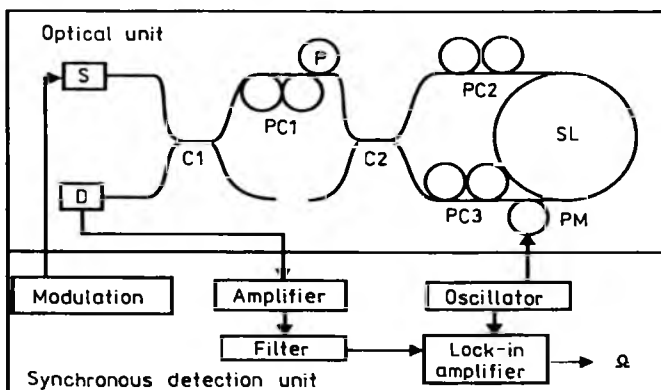 Optical unit
S
P
PC1
PC2
SL
C1
C2
D
PC3
PM
Modulation
Amplifier
Oscillator
Filter
Lock-in
amplifier
Ω
Synchronous detection unit